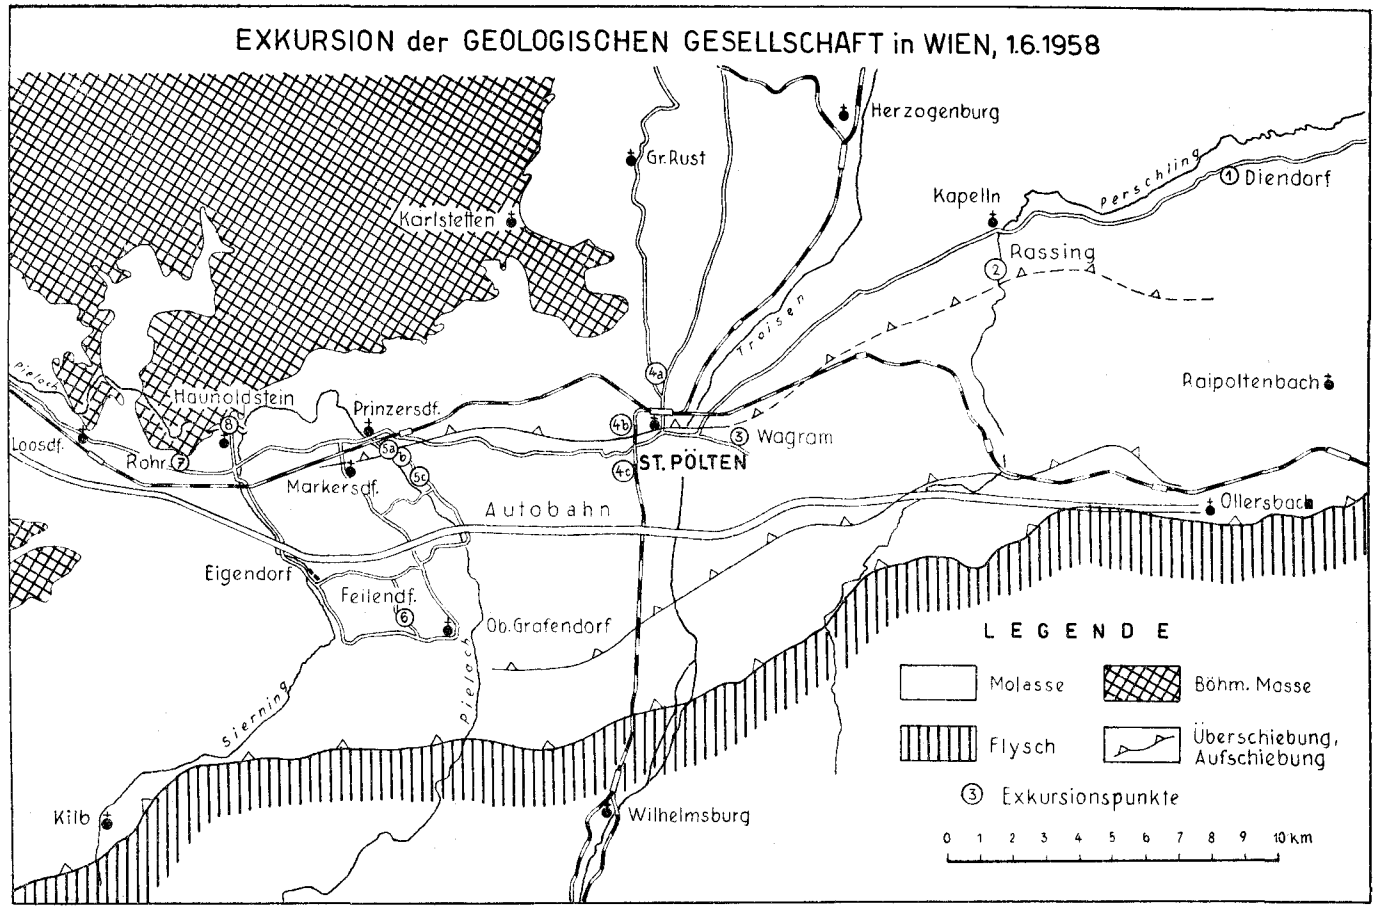 EXKURSION der GEOLOGISCHEN GESELLSCHAFT in WIEN, 1.6.1958
Herzogenburg
Gr. Rust
Perschling
1 Diendorf
Kapelln
Karlstetten
Rassing
2
Traisen
Pielach
4a
Raipoltenbach
Haunoldstein
Prinzersdf.
8
4b
3 Wagram
Loosdf.
Rohr 7
5a
b
5c
4c
ST. PÖLTEN
Markersdf.
Autobahn
Ollersbach
Eigendorf
Feilendf.
6
Ob. Grafendorf
Pielach
Sierning
Kilb
Wilhelmsburg
LEGENDE
Molasse
Böhm. Masse
Flysch
Überschiebung,
Aufschiebung
3 Exkursionspunkte
0 1 2 3 4 5 6 7 8 9 10 km